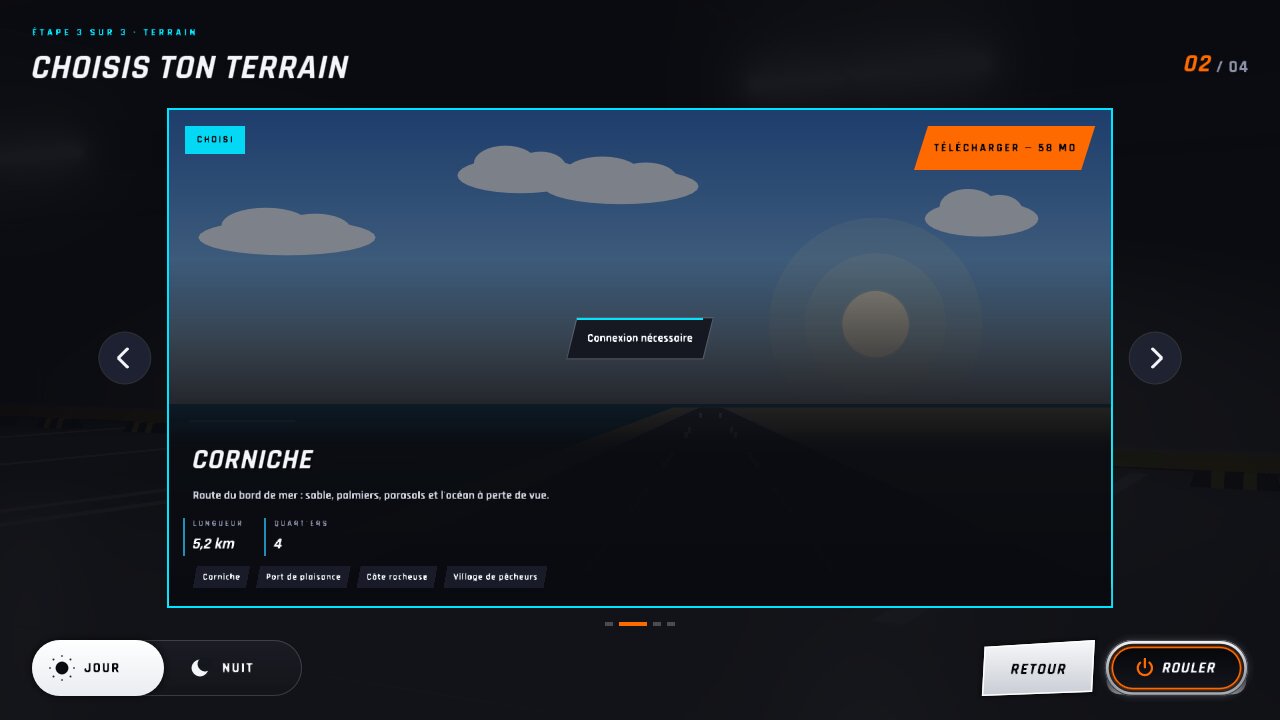 ÉTAPE 3 SUR 3 · TERRAIN
CHOISIS TON TERRAIN
02 / 04
CHOISI
TÉLÉCHARGER — 58 MO
Connexion nécessaire
CORNICHE
Route du bord de mer : sable, palmiers, parasols et l'océan à perte de vue.
LONGUEUR
QUARTIERS
5,2 km
4
Corniche
Port de plaisance
Côte rocheuse
Village de pêcheurs
JOUR
NUIT
RETOUR
ROULER